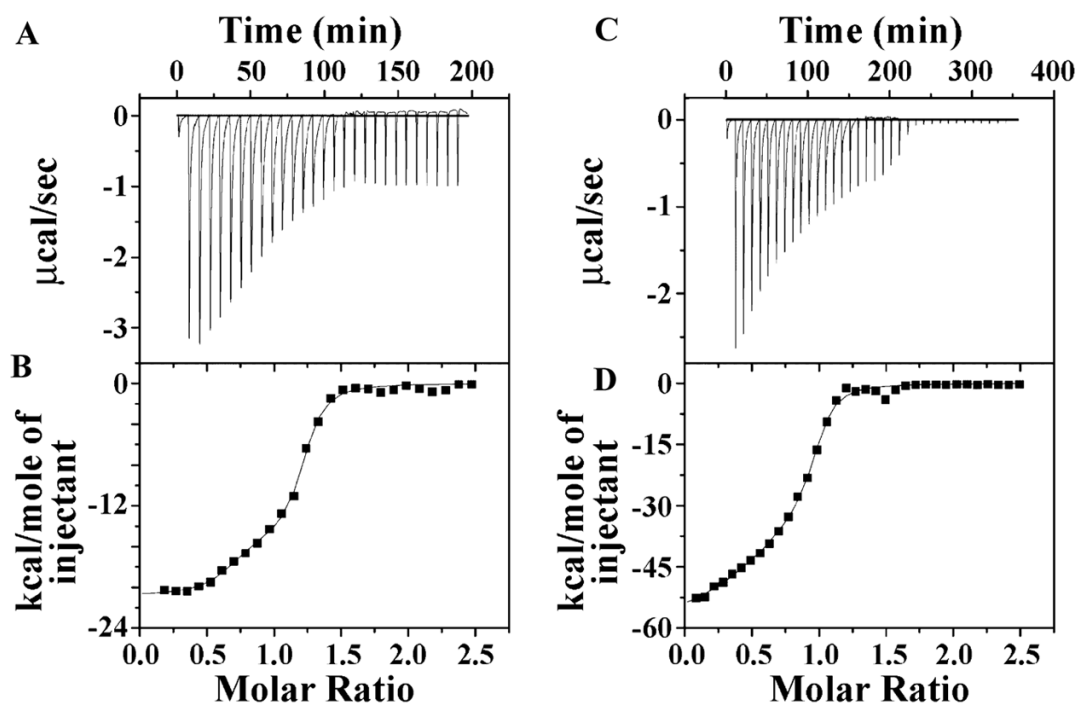 A
Time (min)
0 50 100 150 200
0
-1
-2
-3
μcal/sec
B
0
-12
-24
kcal/mole of
injectant
0.0 0.5 1.0 1.5 2.0 2.5
Molar Ratio
C
Time (min)
0 100 200 300 400
0
-1
-2
μcal/sec
D
0
-15
-30
-45
-60
kcal/mole of
injectant
0.0 0.5 1.0 1.5 2.0 2.5
Molar Ratio